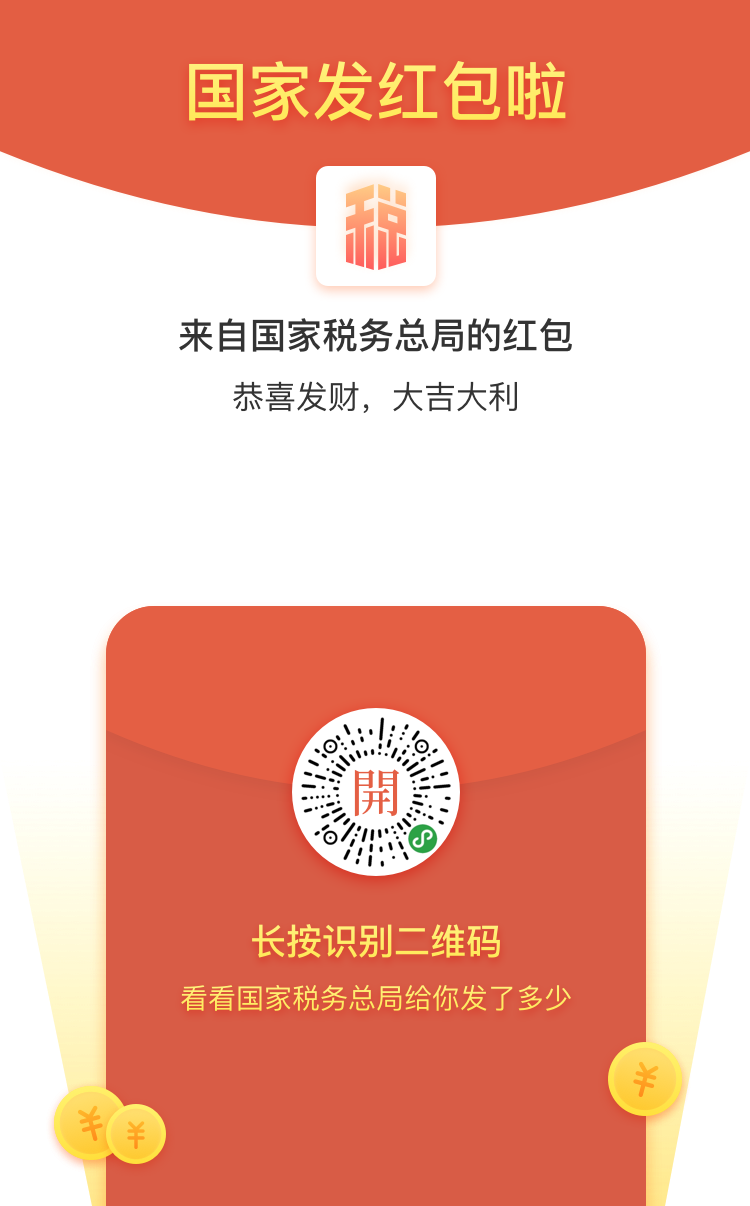 国家发红包啦
税
来自国家税务总局的红包
恭喜发财，大吉大利
開
长按识别二维码
看看国家税务总局给你发了多少
¥
¥
¥